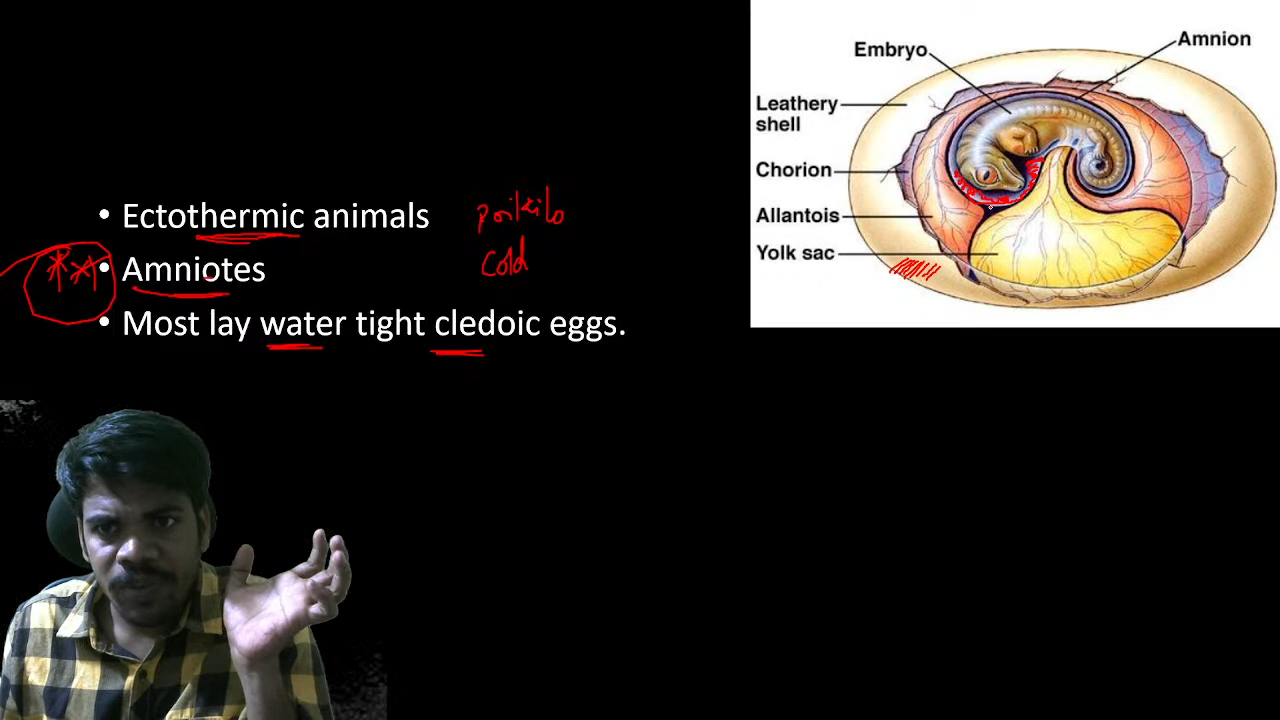 • Ectothermic animals
poikilo
• Amniotes
cold
• Most lay water tight cledoic eggs.
Embryo
Amnion
Leathery
shell
Chorion
Allantois
Yolk sac